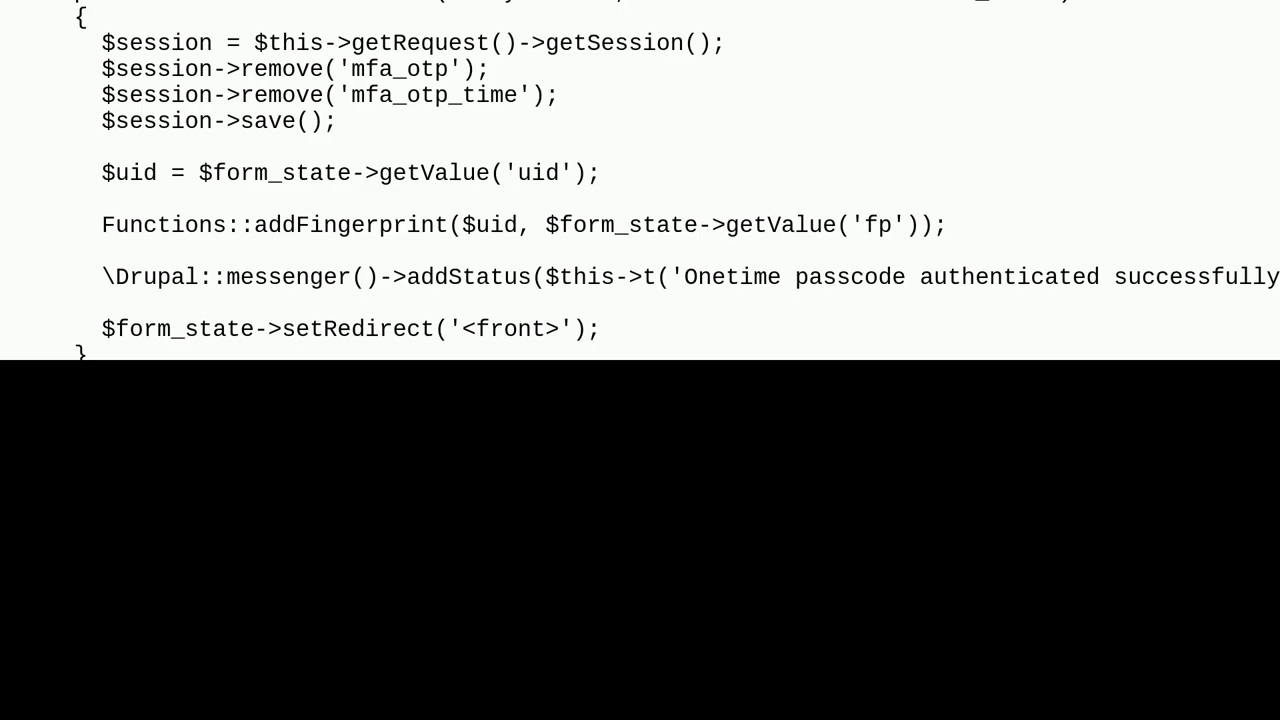 {
$session = $this->getRequest()->getSession();
$session->remove('mfa_otp');
$session->remove('mfa_otp_time');
$session->save();
$uid = $form_state->getValue('uid');
Functions::addFingerprint($uid, $form_state->getValue('fp'));
\Drupal::messenger()->addStatus($this->t('Onetime passcode authenticated successfully
$form_state->setRedirect('<front>');
}